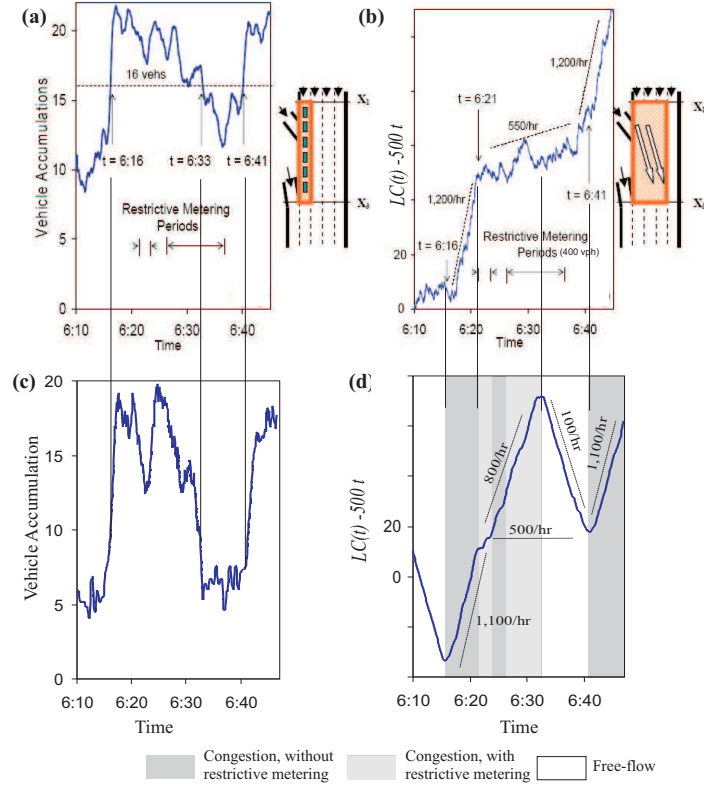 (a)
Vehicle Accumulations
20
15
10
5
0
16 vehs
t = 6:16
t = 6:33
t = 6:41
Restrictive Metering
Periods
6:10
6:20
6:30
6:40
Time
X
X
(b)
LC(t) -500 t
20
0
t = 6:21
1,200/hr
550/hr
1,200/hr
t = 6:16
t = 6:41
Restrictive Metering
Periods (400 vph)
6:10
6:20
6:30
6:40
Time
X
X
(c)
Vehicle Accumulation
20
15
10
5
0
6:10
6:20
6:30
6:40
Time
(d)
LC(t) -500 t
20
0
800/hr
100/hr
1,100/hr
500/hr
1,100/hr
6:10
6:20
6:30
6:40
Time
Congestion, without
restrictive metering
Congestion, with
restrictive metering
Free-flow